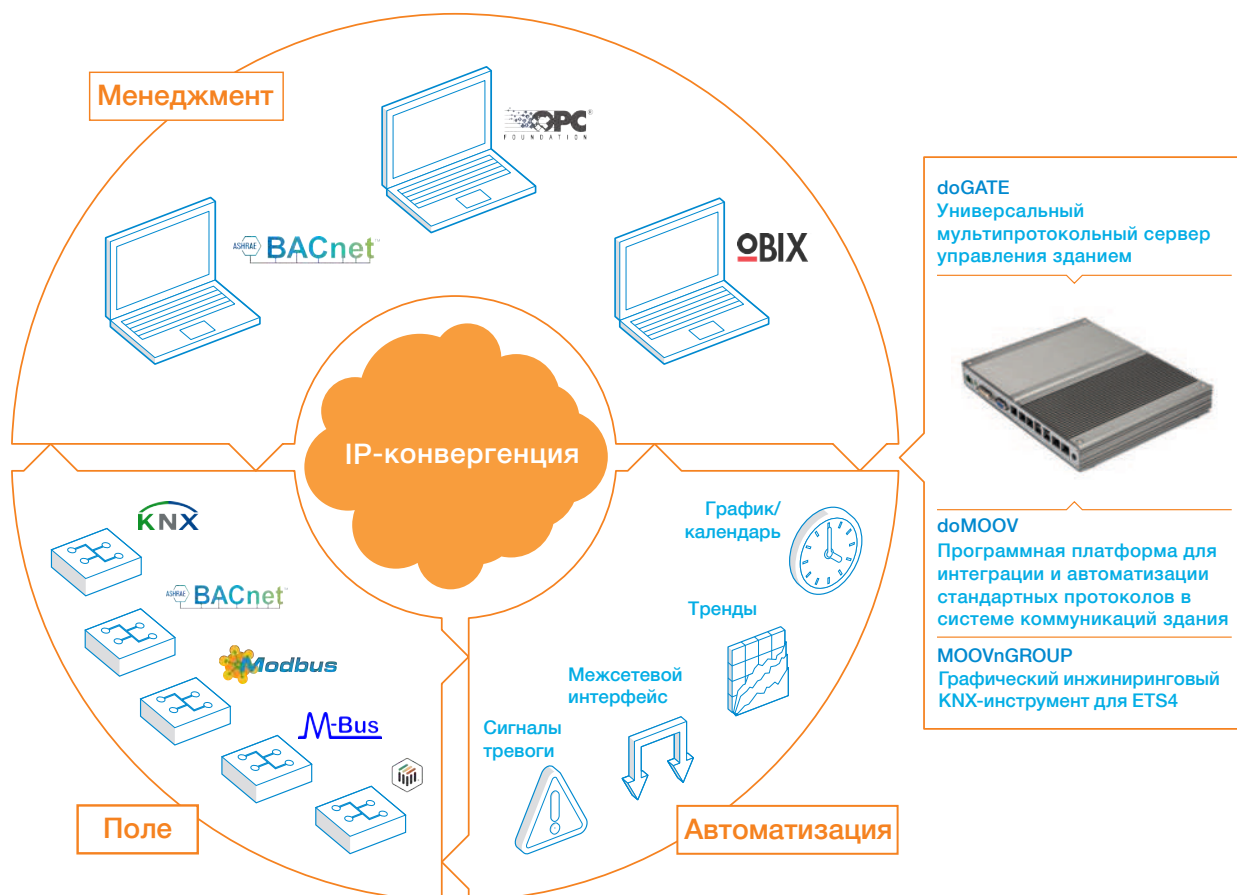 Менеджмент
OPC
FOUNDATION
ASHRAE BACnet™
OBIX
IP-конвергенция
KNX
ASHRAE BACnet™
Modbus
M-Bus
Поле
График/
календарь
Тренды
Межсетевой
интерфейс
Сигналы
тревоги
Автоматизация
doGATE
Универсальный
мультипротокольный сервер
управления зданием
doMOOV
Программная платформа для
интеграции и автоматизации
стандартных протоколов в
системе коммуникаций здания
MOOVnGROUP
Графический инжиниринговый
KNX-инструмент для ETS4